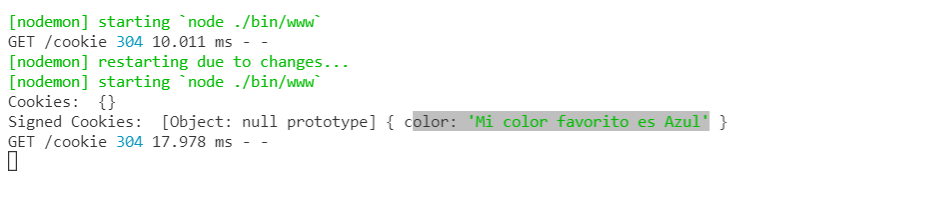 [nodemon] starting `node ./bin/www`
GET /cookie 304 10.011 ms - -
[nodemon] restarting due to changes...
[nodemon] starting `node ./bin/www`
Cookies:  {}
Signed Cookies:  [Object: null prototype] { color: 'Mi color favorito es Azul' }
GET /cookie 304 17.978 ms - -